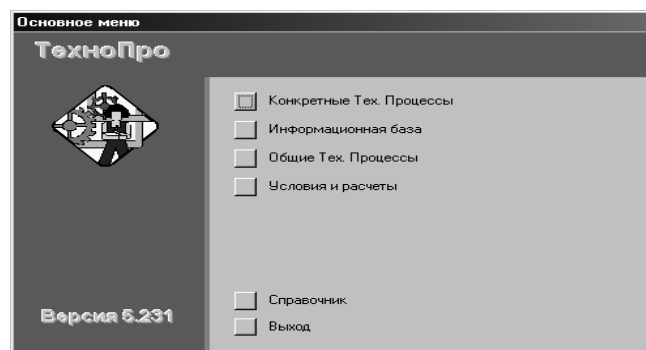 Основное меню
ТехноПро
Конкретные Тех. Процессы
Информационная база
Общие Тех. Процессы
Условия и расчеты
Справочник
Версия 5.231
Выход